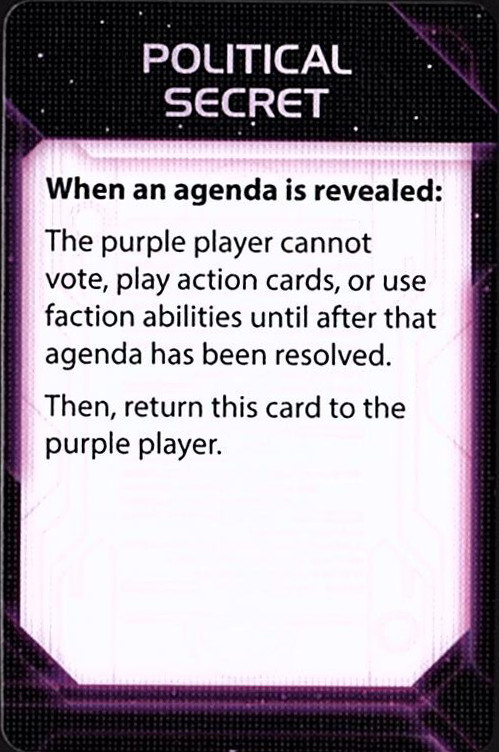 POLITICAL
SECRET
When an agenda is revealed:
The purple player cannot
vote, play action cards, or use
faction abilities until after that
agenda has been resolved.
Then, return this card to the
purple player.